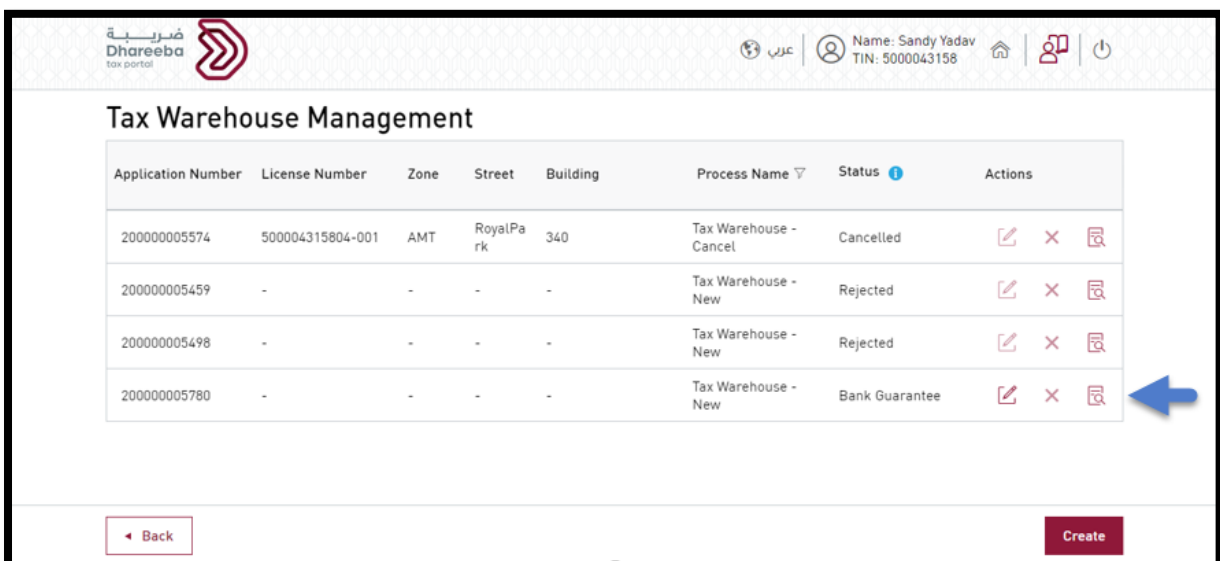 ضريبة
Dhareeba
tax portal
عربي
Name: Sandy Yadav
TIN: 5000043158
Tax Warehouse Management
Application Number License Number Zone Street Building Process Name Status Actions
200000005574 500004315804-001 AMT RoyalPa
rk 340 Tax Warehouse -
Cancel Cancelled
200000005459 - - - - Tax Warehouse -
New Rejected
200000005498 - - - - Tax Warehouse -
New Rejected
200000005780 - - - - Tax Warehouse -
New Bank Guarantee
Back
Create